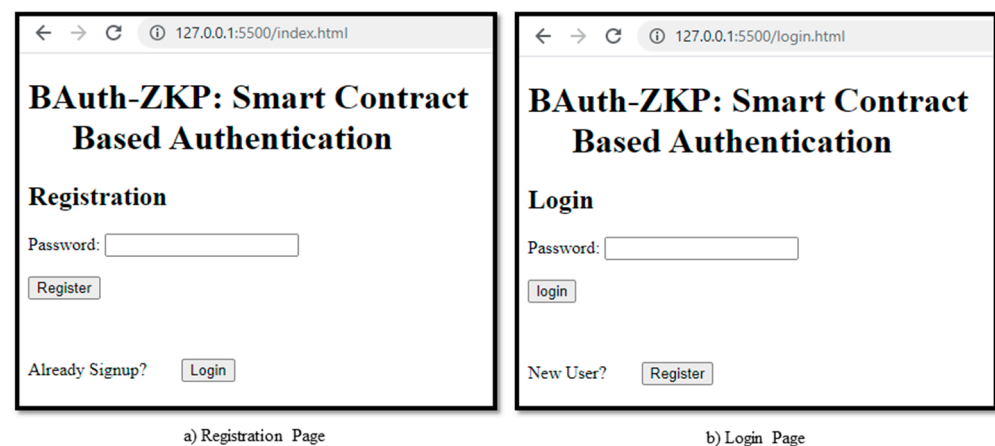 127.0.0.1:5500/index.html
BAuth-ZKP: Smart Contract
Based Authentication
Registration
Password:
Register
Already Signup? Login
a) Registration Page
127.0.0.1:5500/login.html
BAuth-ZKP: Smart Contract
Based Authentication
Login
Password:
login
New User? Register
b) Login Page